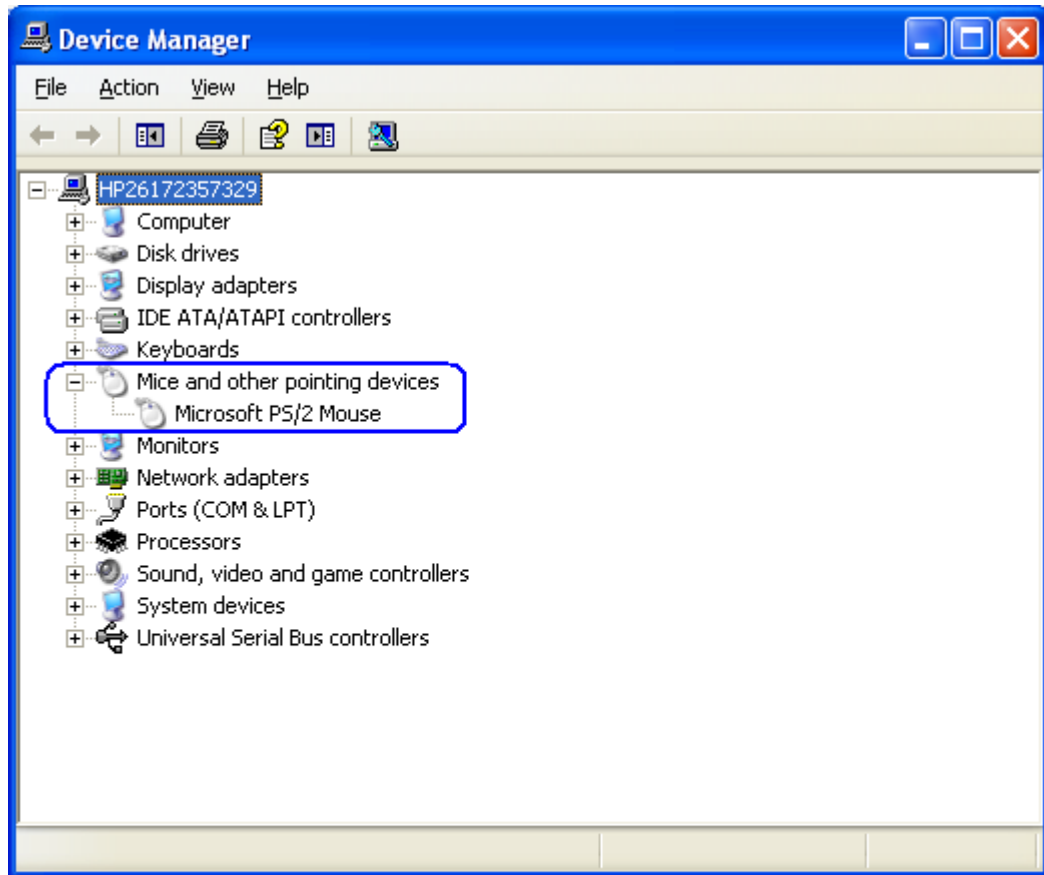 Device Manager
File Action View Help
HP26172357329
Computer
Disk drives
Display adapters
IDE ATA/ATAPI controllers
Keyboards
Mice and other pointing devices
Microsoft PS/2 Mouse
Monitors
Network adapters
Ports (COM & LPT)
Processors
Sound, video and game controllers
System devices
Universal Serial Bus controllers